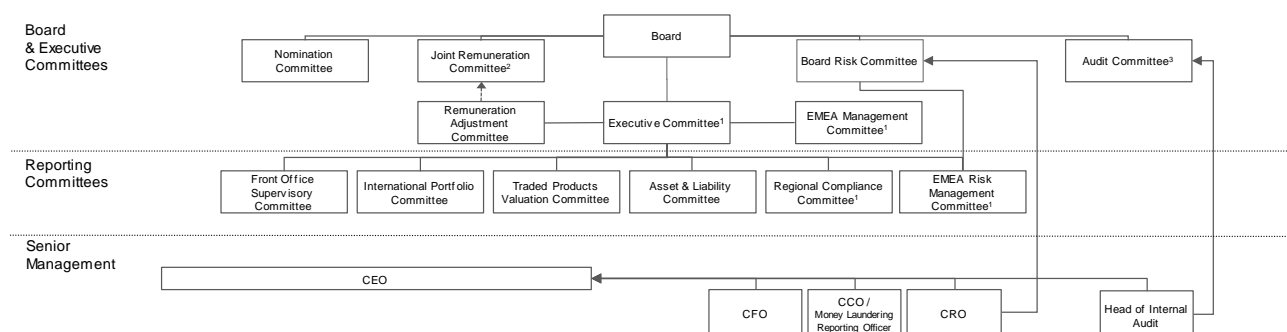 Board
& Executive
Committees
Board
Nomination
Committee
Joint Remuneration
Committee²
Board Risk Committee
Audit Committee³
Remuneration
Adjustment
Committee
Executive Committee¹
EMEA Management
Committee¹
Reporting
Committees
Front Office
Supervisory
Committee
International Portfolio
Committee
Traded Products
Valuation Committee
Asset & Liability
Committee
Regional Compliance
Committee¹
EMEA Risk
Management
Committee¹
Senior
Management
CEO
CFO
CCO /
Money Laundering
Reporting Officer
CRO
Head of Internal
Audit